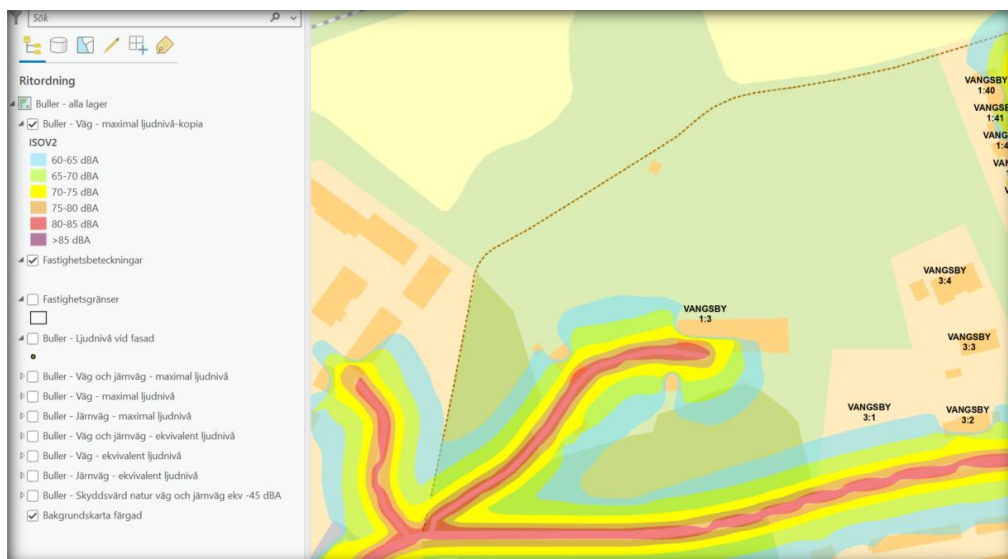 Sök
Ritordning
Buller - alla lager
Buller - Väg - maximal ljudnivå-kopia
ISOV2
60-65 dBA
65-70 dBA
70-75 dBA
75-80 dBA
80-85 dBA
>85 dBA
Fastighetsbeteckningar
Fastighetsgränser
Buller - Ljudnivå vid fasad
Buller - Väg och järnväg - maximal ljudnivå
Buller - Väg - maximal ljudnivå
Buller - Järnväg - maximal ljudnivå
Buller - Väg och järnväg - ekvivalent ljudnivå
Buller - Väg - ekvivalent ljudnivå
Buller - Järnväg - ekvivalent ljudnivå
Buller - Skyddsvärd natur väg och järnväg ekv -45 dBA
Bakgrundskarta färgad
VANGSBY
1:40
VANGSB
1:41
VANG
1:4
VANGSBY
3:4
VANGSBY
1:3
VANGSBY
3:3
VANGSBY
3:1
VANGSBY
3:2